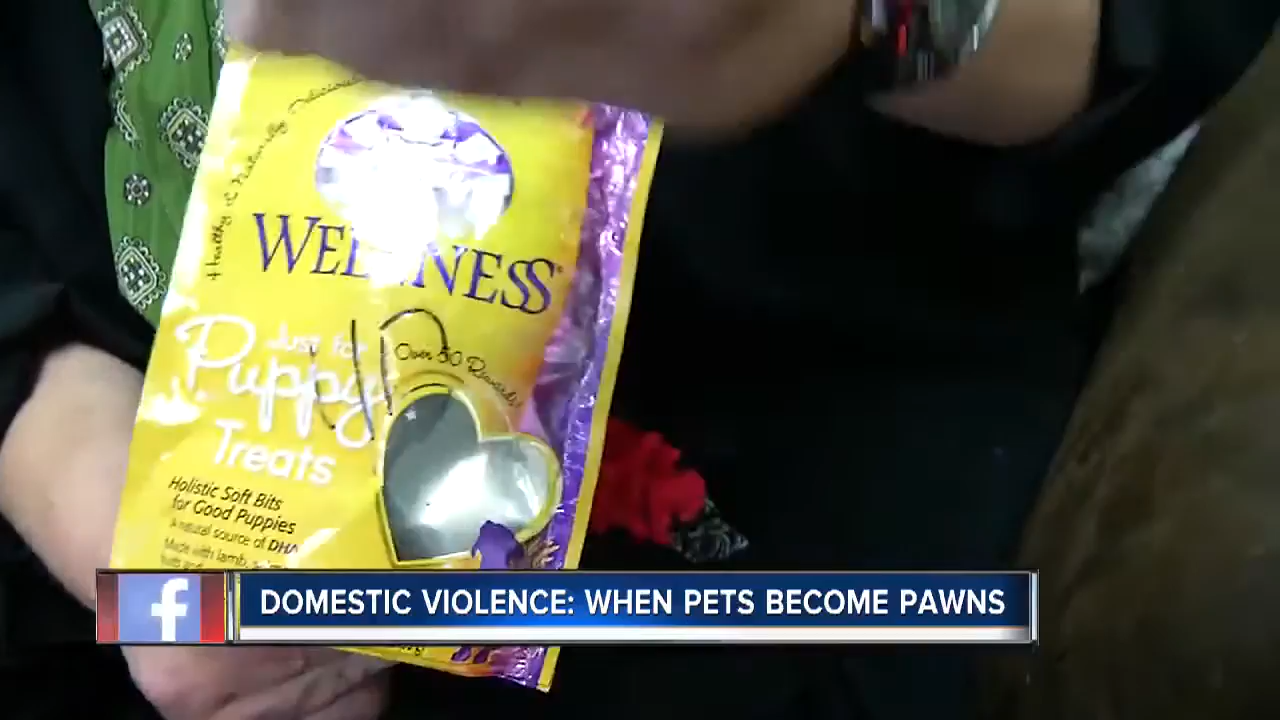 Healthy & Naturally Delicious
WELLNESS
Just for
Puppy
Over 50 Rewards!
Treats
Holistic Soft Bits
for Good Puppies
A natural source of DHA
Made with lamb,
f
DOMESTIC VIOLENCE: WHEN PETS BECOME PAWNS